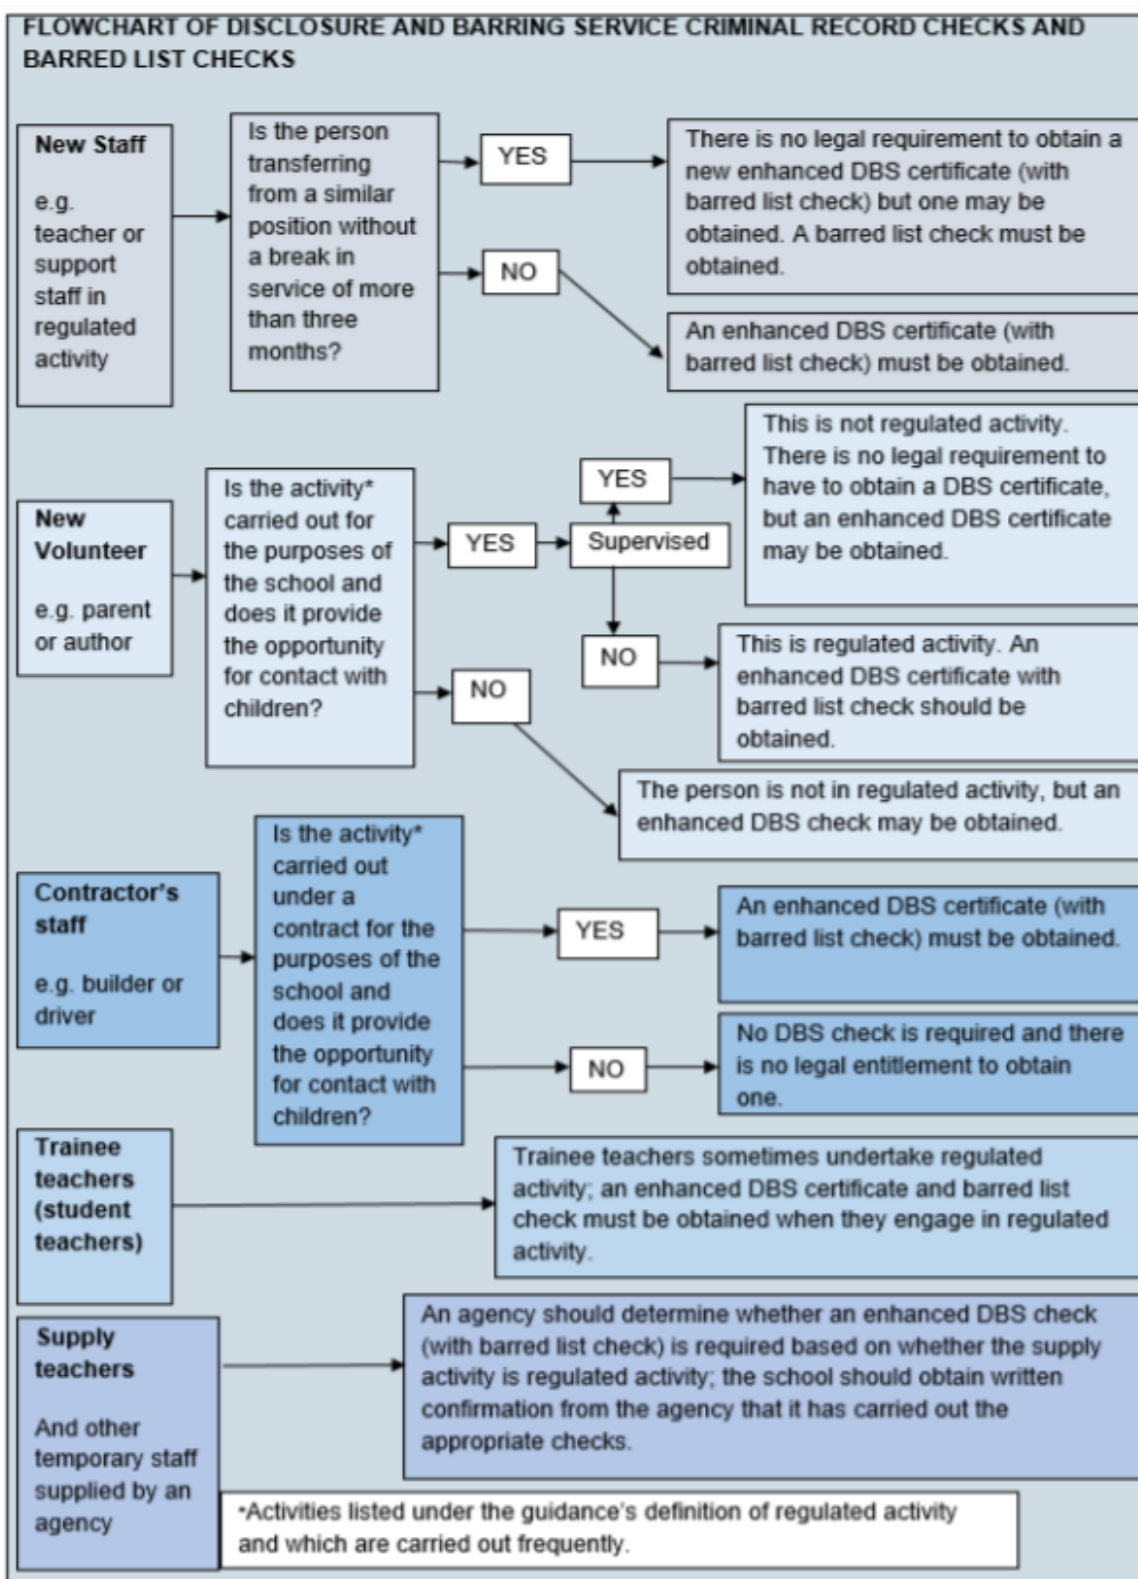 FLOWCHART OF DISCLOSURE AND BARRING SERVICE CRIMINAL RECORD CHECKS AND
BARRED LIST CHECKS
New Staff
e.g.
teacher or
support
staff in
regulated
activity
Is the person
transferring
from a similar
position without
a break in
service of more
than three
months?
YES
There is no legal requirement to obtain a
new enhanced DBS certificate (with
barred list check) but one may be
obtained. A barred list check must be
obtained.
NO
An enhanced DBS certificate (with
barred list check) must be obtained.
New
Volunteer
e.g. parent
or author
Is the activity*
carried out for
the purposes of
the school and
does it provide
the opportunity
for contact with
children?
YES
Supervised
YES
This is not regulated activity.
There is no legal requirement to
have to obtain a DBS certificate,
but an enhanced DBS certificate
may be obtained.
NO
This is regulated activity. An
enhanced DBS certificate with
barred list check should be
obtained.
NO
The person is not in regulated activity, but an
enhanced DBS check may be obtained.
Contractor's
staff
e.g. builder or
driver
Is the activity*
carried out
under a
contract for the
purposes of the
school and
does it provide
the opportunity
for contact with
children?
YES
An enhanced DBS certificate (with
barred list check) must be obtained.
NO
No DBS check is required and there
is no legal entitlement to obtain
one.
Trainee
teachers
(student
teachers)
Trainee teachers sometimes undertake regulated
activity; an enhanced DBS certificate and barred list
check must be obtained when they engage in regulated
activity.
Supply
teachers
And other
temporary staff
supplied by an
agency
An agency should determine whether an enhanced DBS check
(with barred list check) is required based on whether the supply
activity is regulated activity; the school should obtain written
confirmation from the agency that it has carried out the
appropriate checks.
*Activities listed under the guidance's definition of regulated activity
and which are carried out frequently.